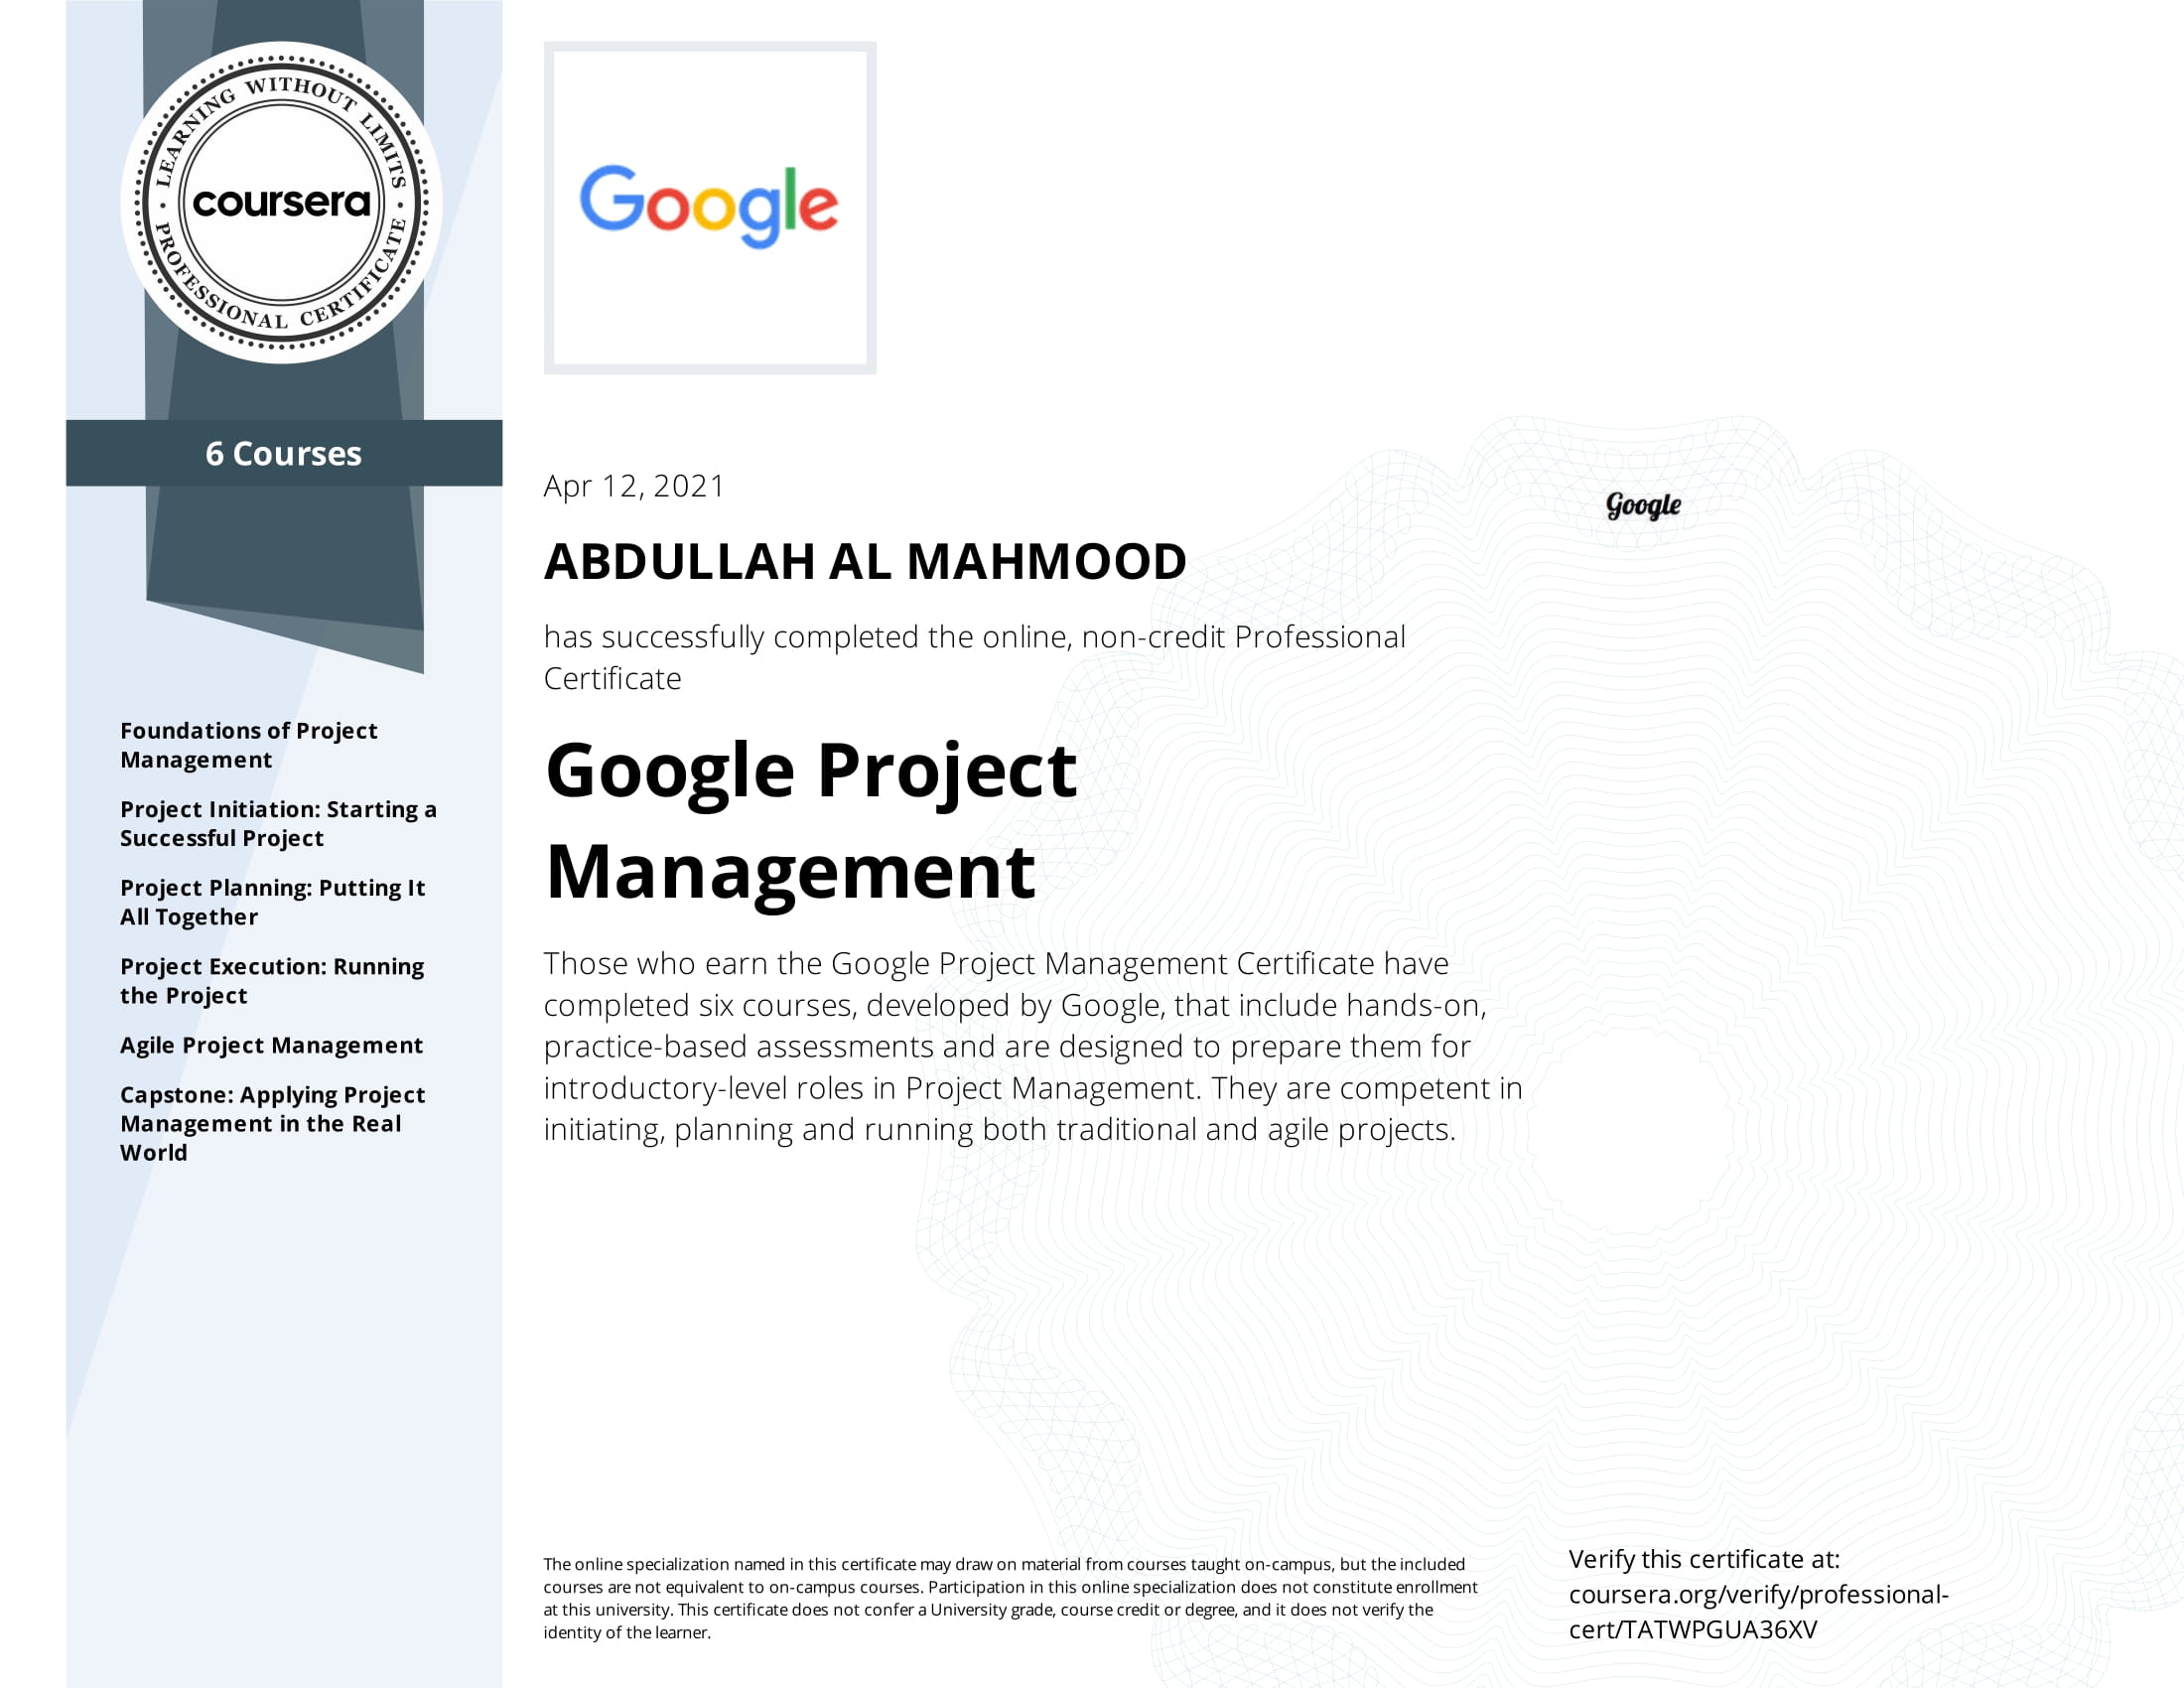 LEARNING WITHOUT LIMITS
coursera
PROFESSIONAL CERTIFICATE
6 Courses
Foundations of Project
Management
Project Initiation: Starting a
Successful Project
Project Planning: Putting It
All Together
Project Execution: Running
the Project
Agile Project Management
Capstone: Applying Project
Management in the Real
World
Google
Apr 12, 2021
Google
ABDULLAH AL MAHMOOD
has successfully completed the online, non-credit Professional
Certificate
Google Project
Management
Those who earn the Google Project Management Certificate have
completed six courses, developed by Google, that include hands-on,
practice-based assessments and are designed to prepare them for
introductory-level roles in Project Management. They are competent in
initiating, planning and running both traditional and agile projects.
The online specialization named in this certificate may draw on material from courses taught on-campus, but the included
courses are not equivalent to on-campus courses. Participation in this online specialization does not constitute enrollment
at this university. This certificate does not confer a University grade, course credit or degree, and it does not verify the
identity of the learner.
Verify this certificate at:
coursera.org/verify/professional-
cert/TATWPGUA36XV